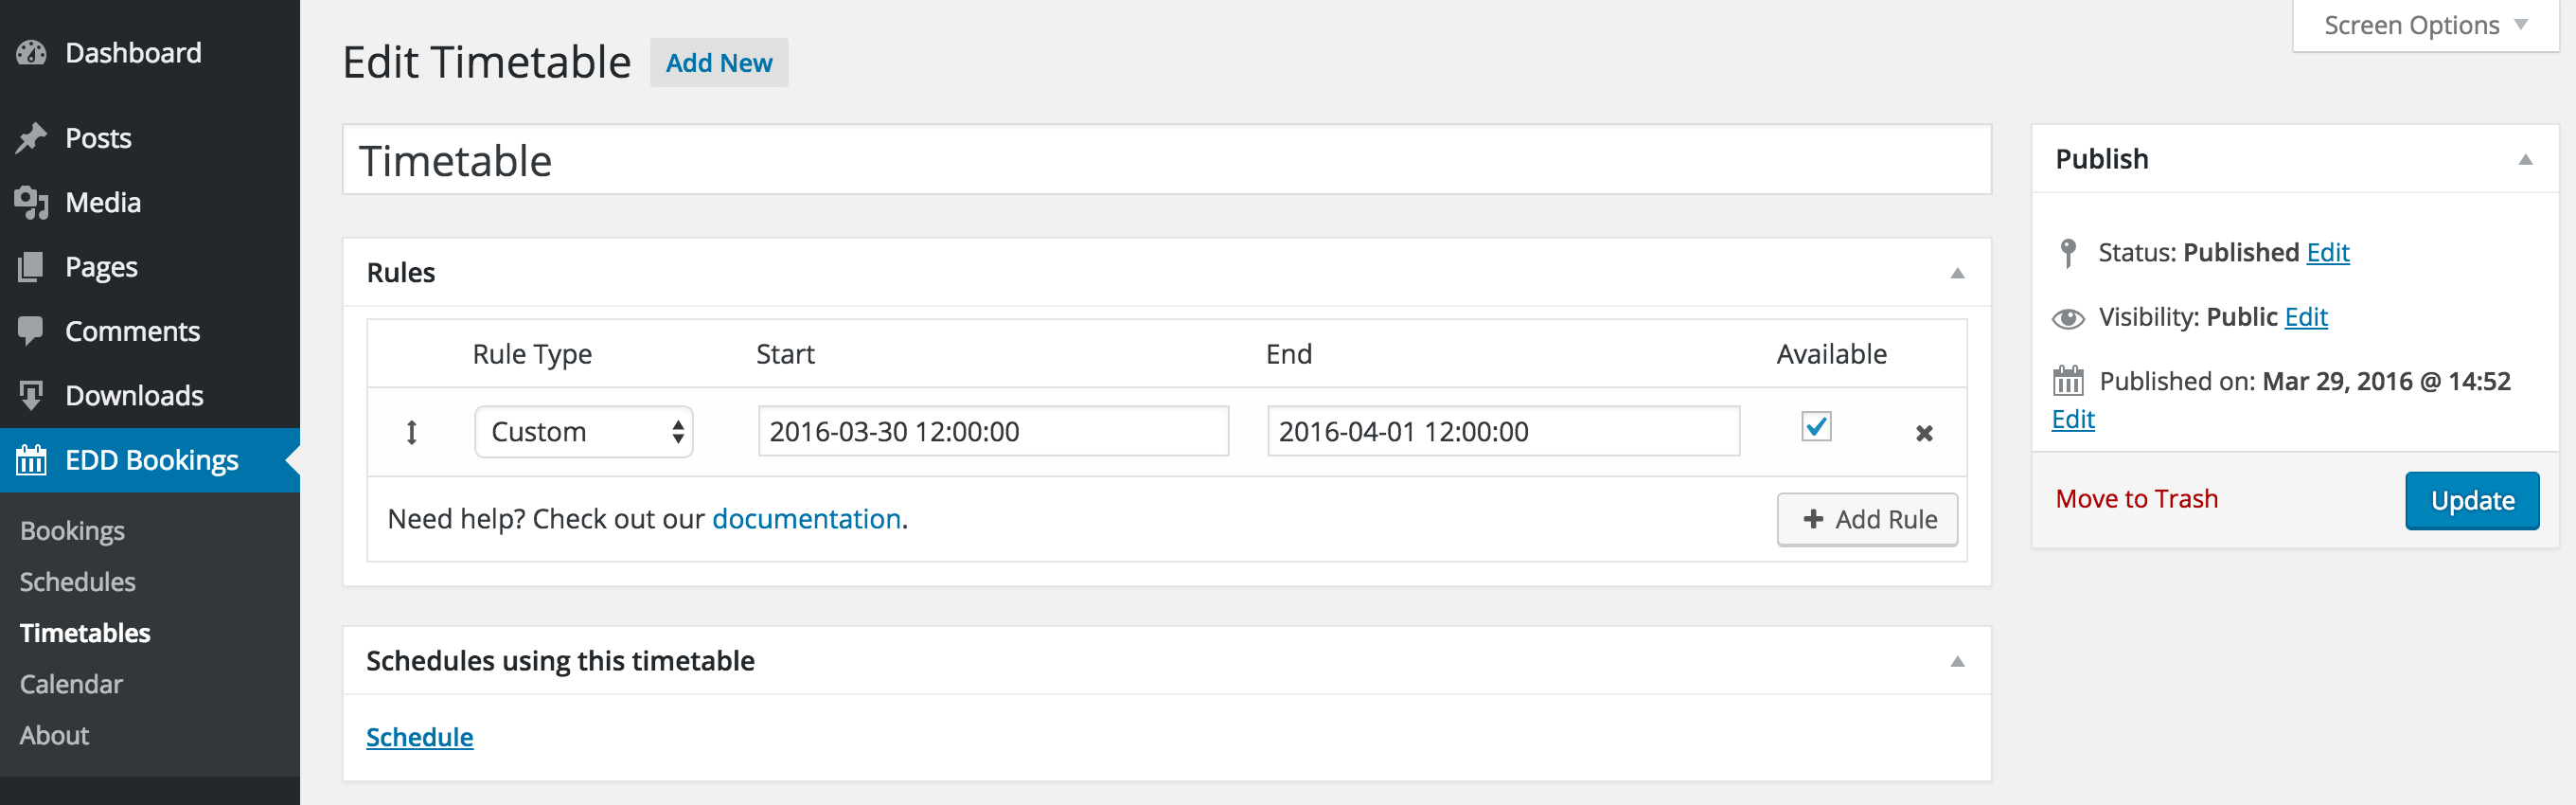 Dashboard
Posts
Media
Pages
Comments
Downloads
EDD Bookings
Bookings
Schedules
Timetables
Calendar
About
Screen Options
Edit Timetable Add New
Timetable
Rules
Rule Type Start End Available
Custom 2016-03-30 12:00:00 2016-04-01 12:00:00
Need help? Check out our documentation. Add Rule
Schedules using this timetable
Schedule
Publish
Status: Published Edit
Visibility: Public Edit
Published on: Mar 29, 2016 @ 14:52
Edit
Move to Trash Update